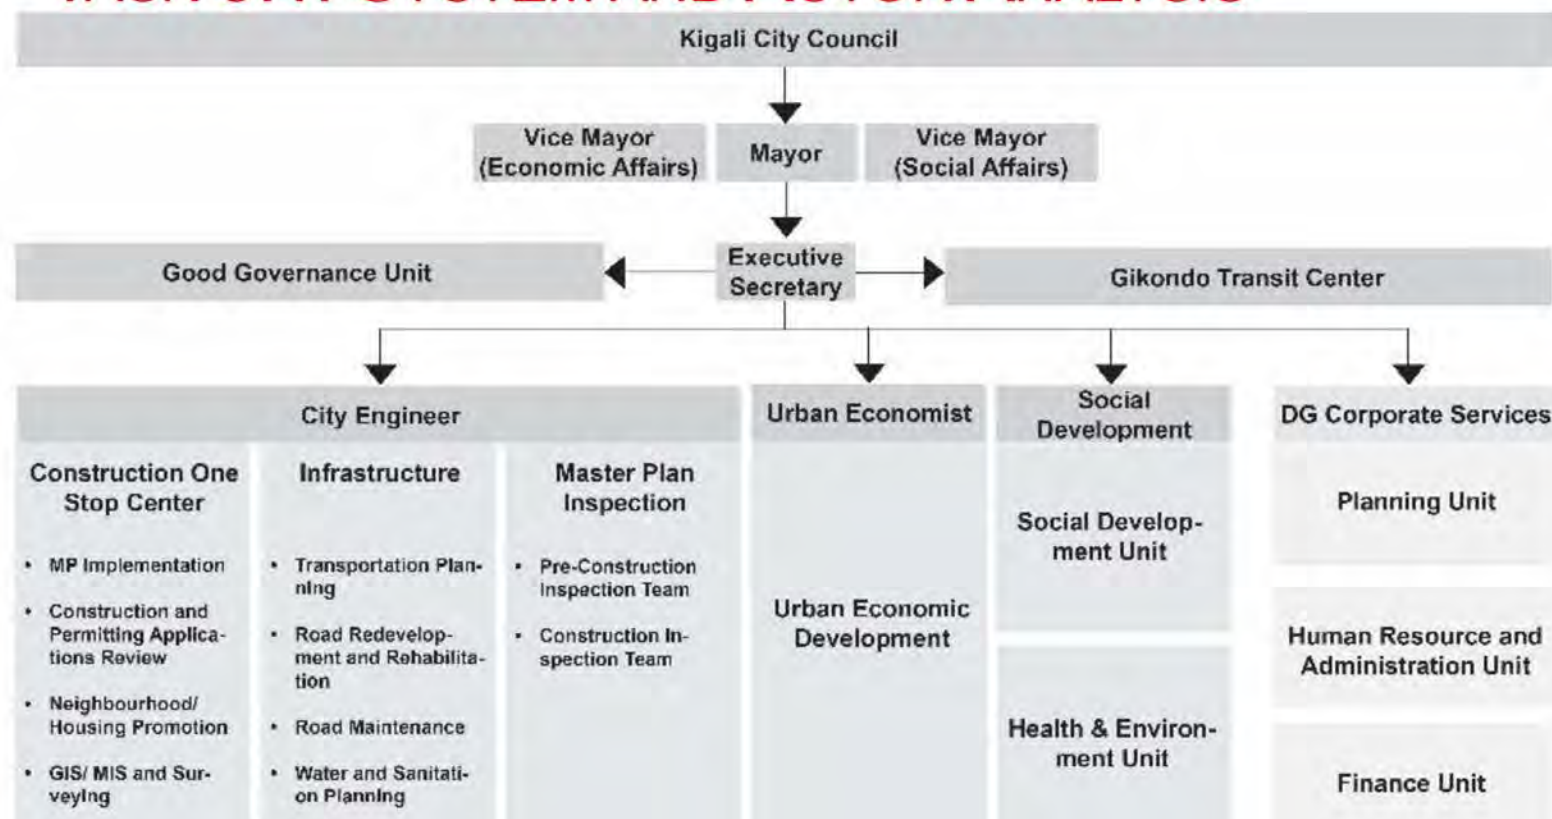 Kigali City Council
Vice Mayor
(Economic Affairs)
Mayor
Vice Mayor
(Social Affairs)
Good Governance Unit
Executive
Secretary
Gikondo Transit Center
City Engineer
Construction One
Stop Center
• MP Implementation
• Construction and
Permitting Applica-
tions Review
• Neighbourhood/
Housing Promotion
• GIS/ MIS and Sur-
veying
Infrastructure
• Transportation Plan-
ning
• Road Redevelop-
ment and Rehabilita-
tion
• Road Maintenance
• Water and Sanitati-
on Planning
Master Plan
Inspection
• Pre-Construction
Inspection Team
• Construction In-
spection Team
Urban Economist
Urban Economic
Development
Social
Development
Social Develop-
ment Unit
Health & Environ-
ment Unit
DG Corporate Services
Planning Unit
Human Resource and
Administration Unit
Finance Unit